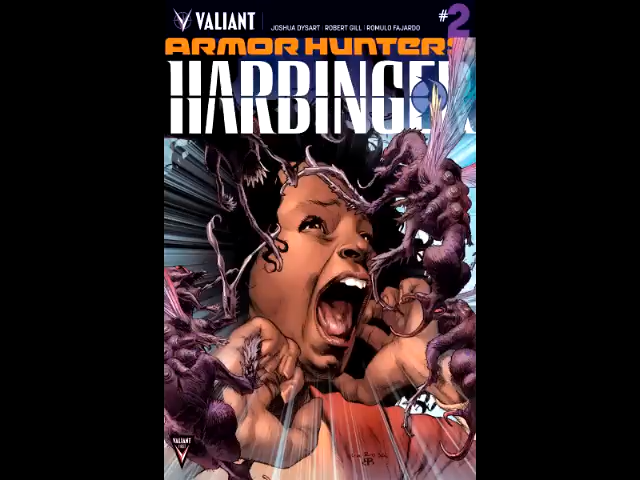 VALIANT
JOSHUA DYSART | ROBERT GILL | ROMULO FAJARDO
#2
ARMOR HUNTERS
HARBINGER
VALIANT